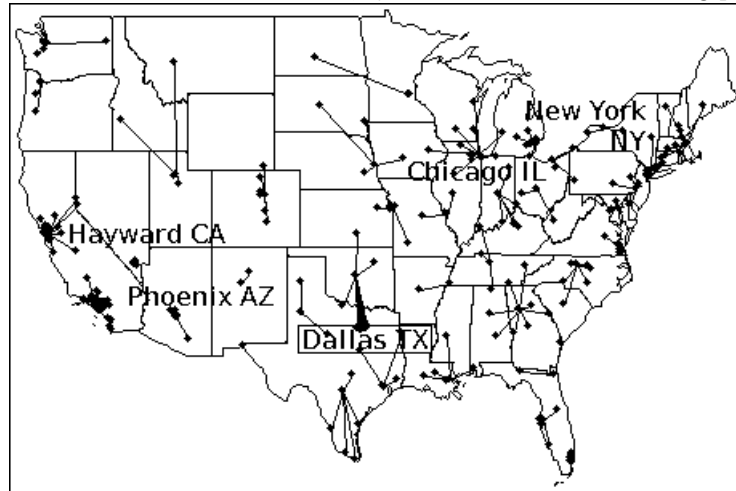 New York
NY
Chicago IL
Hayward CA
Phoenix AZ
Dallas TX